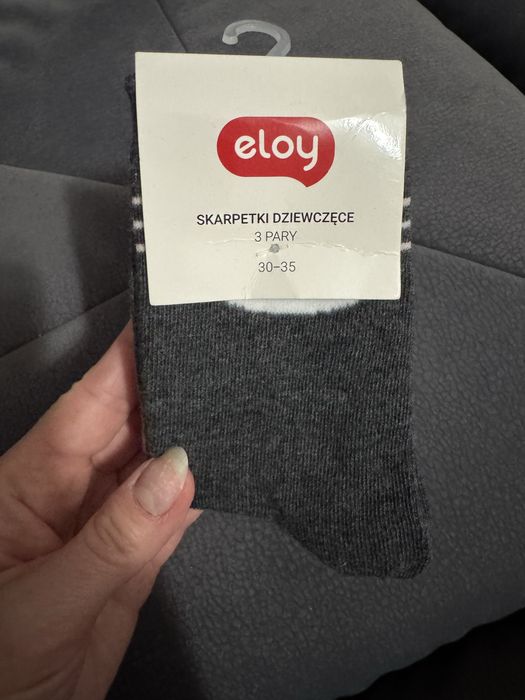 eloy
SKARPETKI DZIEWCZĘCE
3 PARY
30–35